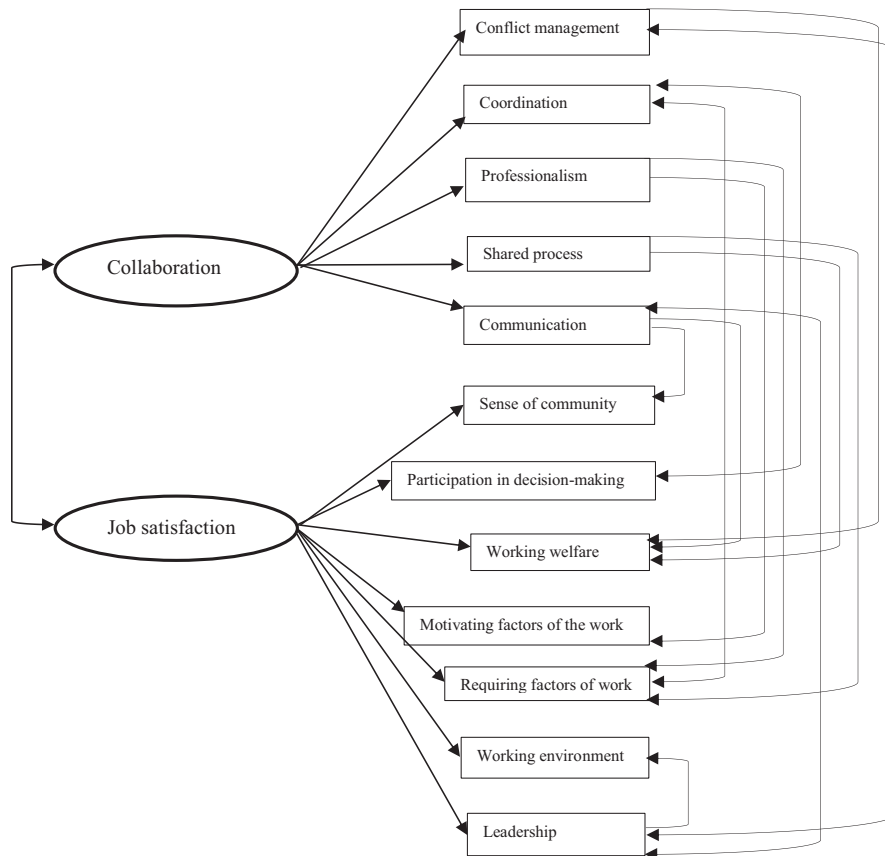 Conflict management
Coordination
Professionalism
Shared process
Collaboration
Communication
Sense of community
Participation in decision-making
Job satisfaction
Working welfare
Motivating factors of the work
Requiring factors of work
Working environment
Leadership